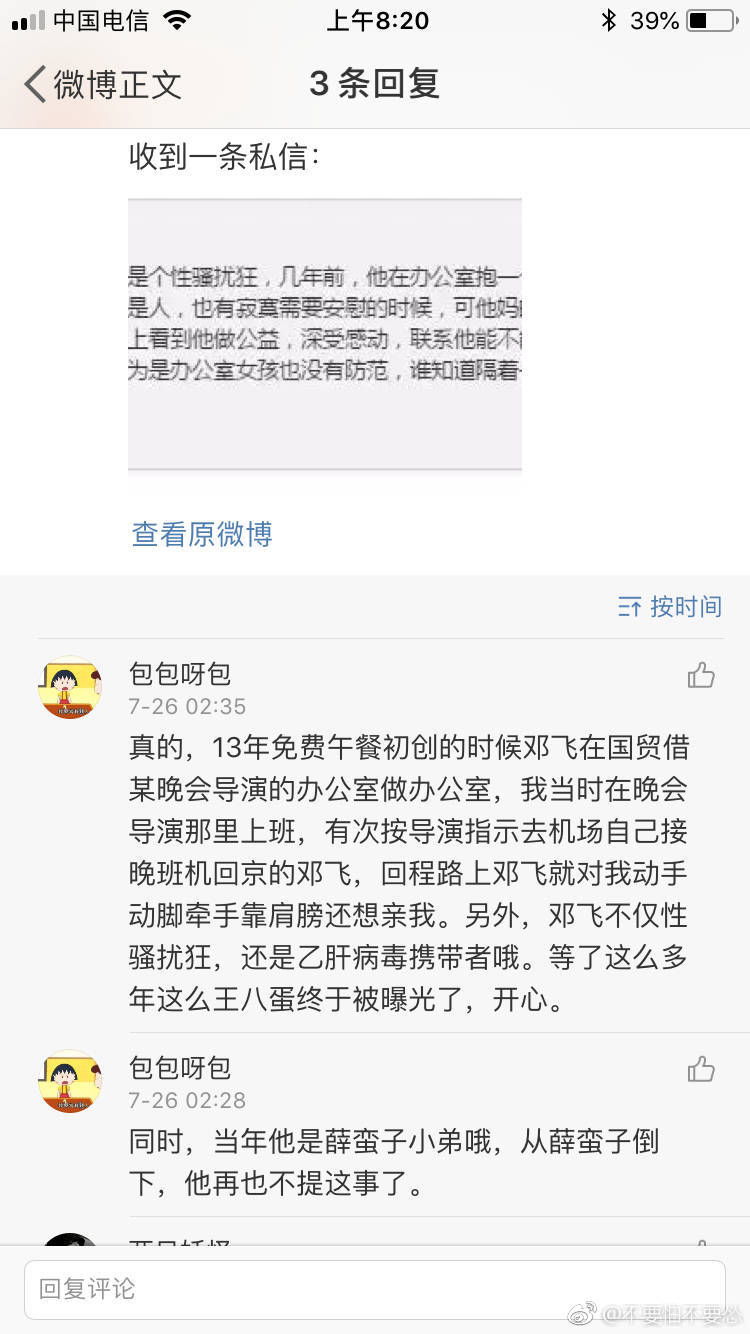 中国电信
上午8:20
39%
微博正文
3 条回复
收到一条私信：
是个性骚扰狂，几年前，他在办公室抱一
是人，也有寂寞需要安慰的时候，可他妈
上看到他做公益，深受感动，联系他能不
为是办公室女孩也没有防范，谁知道隔着
查看原微博
按时间
包包呀包
7-26 02:35
真的，13年免费午餐初创的时候邓飞在国贸借
某晚会导演的办公室做办公室，我当时在晚会
导演那里上班，有次按导演指示去机场自己接
晚班机回京的邓飞，回程路上邓飞就对我动手
动脚牵手靠肩膀还想亲我。另外，邓飞不仅性
骚扰狂，还是乙肝病毒携带者哦。等了这么多
年这么王八蛋终于被曝光了，开心。
包包呀包
7-26 02:28
同时，当年他是薛蛮子小弟哦，从薛蛮子倒
下，他再也不提这事了。
回复评论
@不要怕不要怂